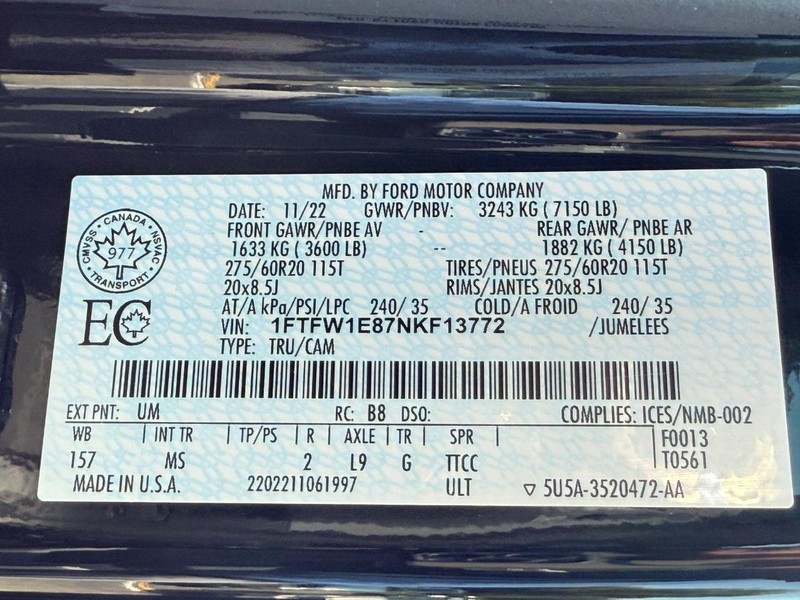 MFD. BY FORD MOTOR COMPANY
DATE: 11/22 GVWR/PNBV: 3243 KG ( 7150 LB)
FRONT GAWR/PNBE AV - REAR GAWR/ PNBE AR
1633 KG ( 3600 LB) -- 1882 KG ( 4150 LB)
275/60R20 115T TIRES/PNEUS 275/60R20 115T
20x8.5J RIMS/JANTES 20x8.5J
AT/A kPa/PSI/LPC 240/ 35 COLD/A FROID 240/ 35
VIN: 1FTFW1E87NKF13772 /JUMELEES
TYPE: TRU/CAM
CANADA
CMVSS NSVAC
977
TRANSPORT
EC
EXT PNT: UM RC: B8 DSO: COMPLIES: ICES/NMB-002
WB | INT TR | TP/PS | R | AXLE | TR | SPR | F0013
157 MS 2 L9 G TTCC T0561
MADE IN U.S.A. 2202211061997 ULT ▽ 5U5A-3520472-AA